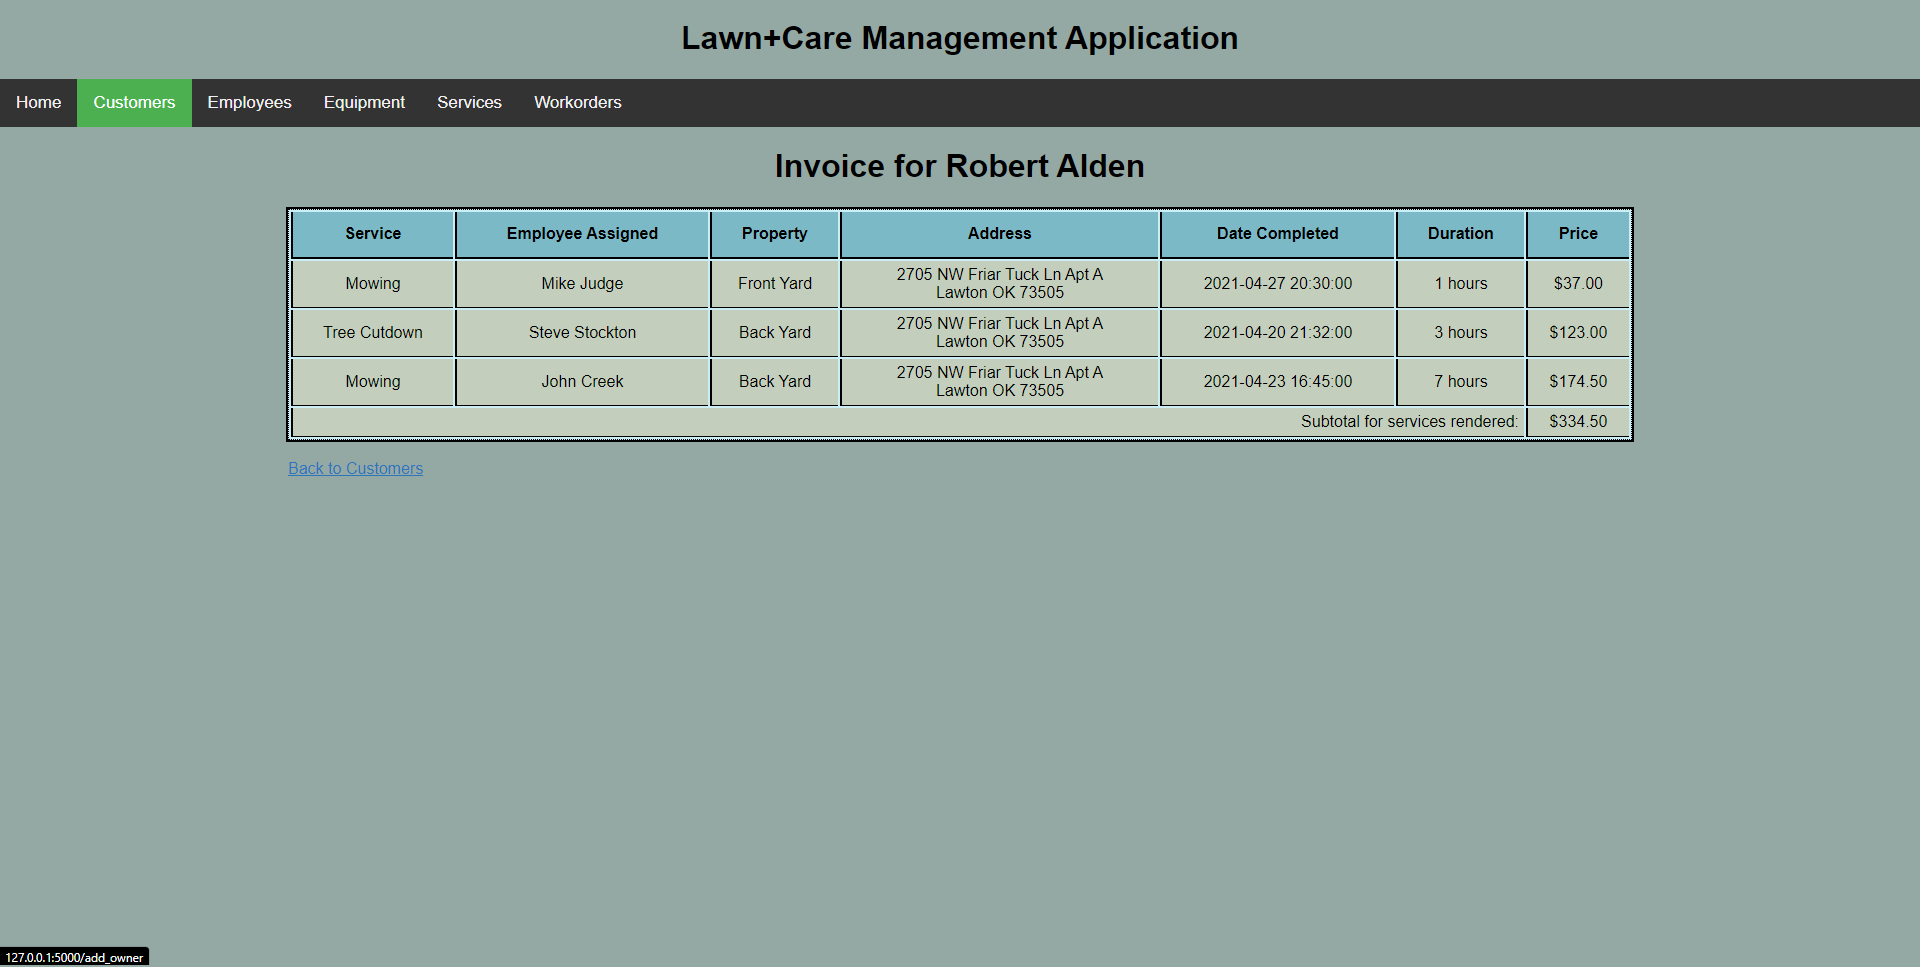 Lawn+Care Management Application
Home Customers Employees Equipment Services Workorders
Invoice for Robert Alden
Service Employee Assigned Property Address Date Completed Duration Price
Mowing Mike Judge Front Yard 2705 NW Friar Tuck Ln Apt A 2021-04-27 20:30:00 1 hours $37.00
Lawton OK 73505
Tree Cutdown Steve Stockton Back Yard 2705 NW Friar Tuck Ln Apt A 2021-04-20 21:32:00 3 hours $123.00
Lawton OK 73505
Mowing John Creek Back Yard 2705 NW Friar Tuck Ln Apt A 2021-04-23 16:45:00 7 hours $174.50
Lawton OK 73505
Subtotal for services rendered: $334.50
Back to Customers
127.0.0.1:5000/add_owner